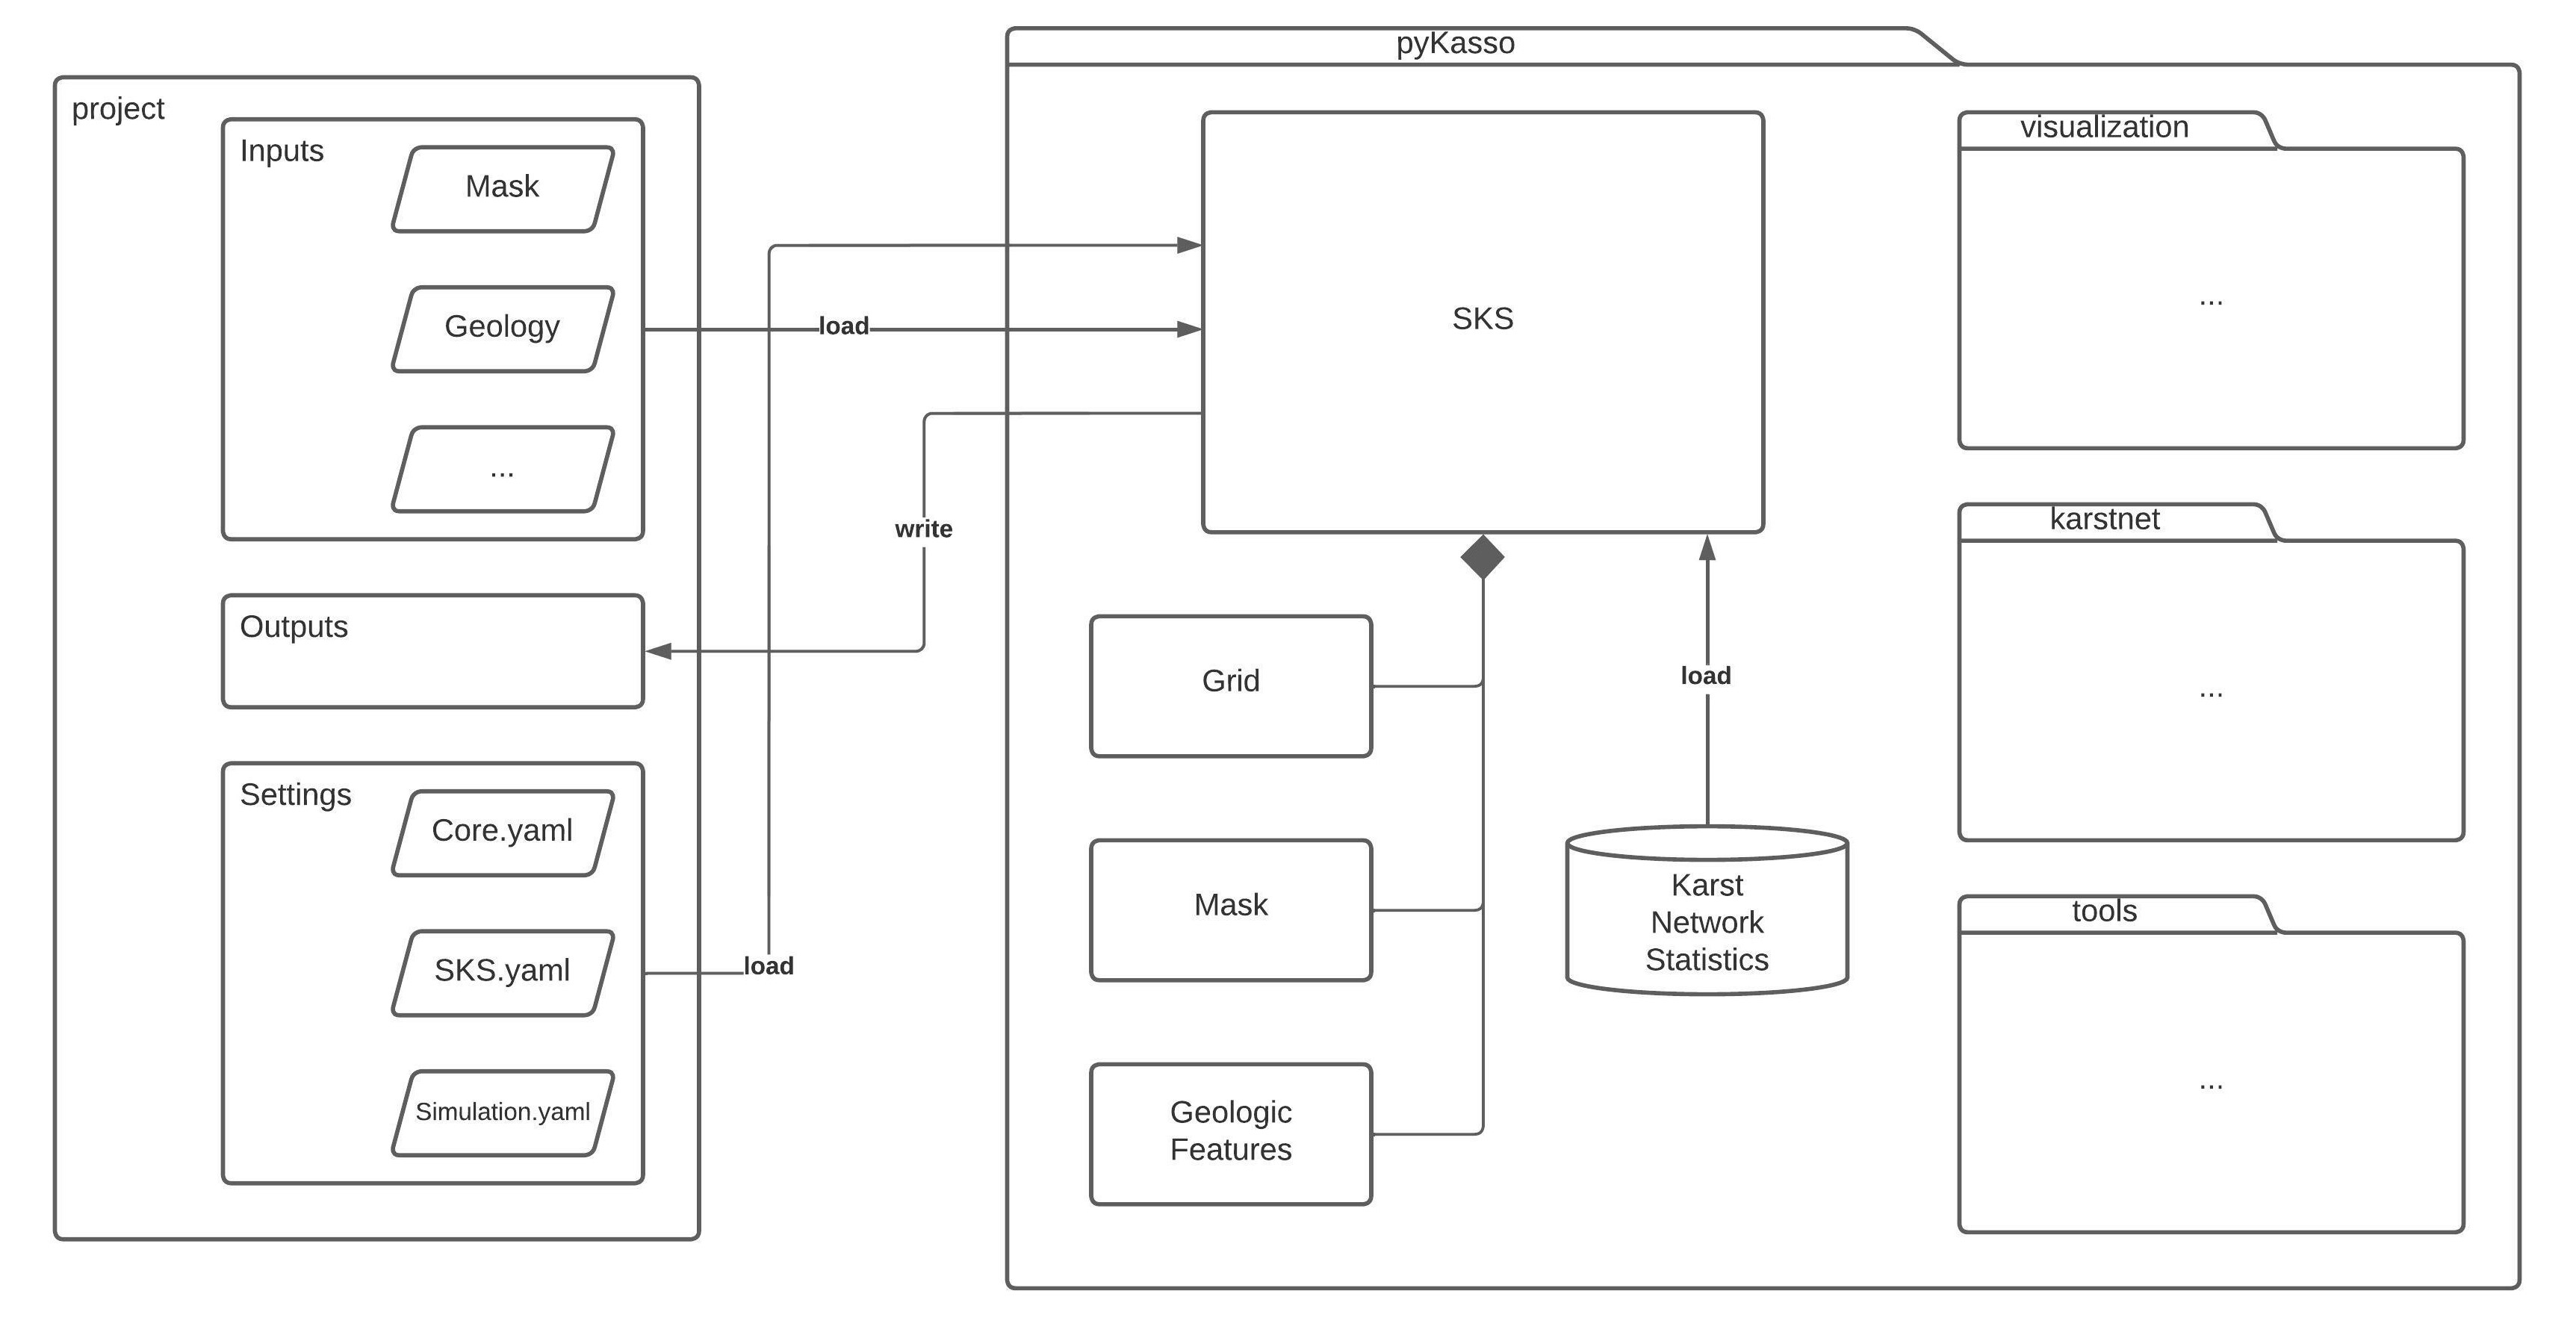 project
Inputs
Mask
Geology
...
Outputs
Settings
Core.yaml
SKS.yaml
Simulation.yaml
load
write
load
pyKasso
SKS
Grid
Mask
Geologic
Features
load
Karst
Network
Statistics
visualization
...
karstnet
...
tools
...